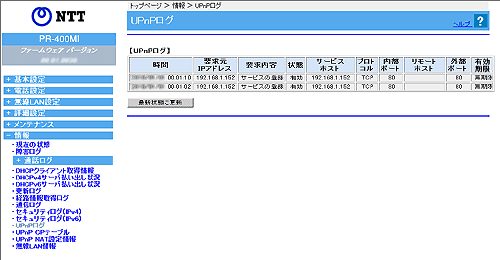 NTT
PR-400MI
ファームウェア バージョン
+ 基本設定
+ 電話設定
+ 無線LAN設定
+ 詳細設定
+ メンテナンス
− 情報
・現在の状態
・障害ログ
+ 通話ログ
・DHCPクライアント取得情報
・DHCPv4サーバ払い出し状況
・DHCPv6サーバ払い出し状況
・更新ログ
・経路情報取得ログ
・通信ログ
・セキュリティログ(IPv4)
・セキュリティログ(IPv6)
・UPnPログ
・UPnP CPテーブル
・UPnP NAT設定情報
・無線LAN情報
トップページ > 情報 > UPnPログ
UPnPログ
ヘルプ ?
【UPnPログ】
時間 要求元IPアドレス 要求内容 状態 サービスホスト プロトコル 内部ポート リモートホスト 外部ポート 有効期限
00:01:10 192.168.1.152 サービスの登録 有効 192.168.1.152 TCP 80 80 無期限
00:01:02 192.168.1.152 サービスの登録 有効 192.168.1.152 TCP 80 80 無期限
最新状態に更新